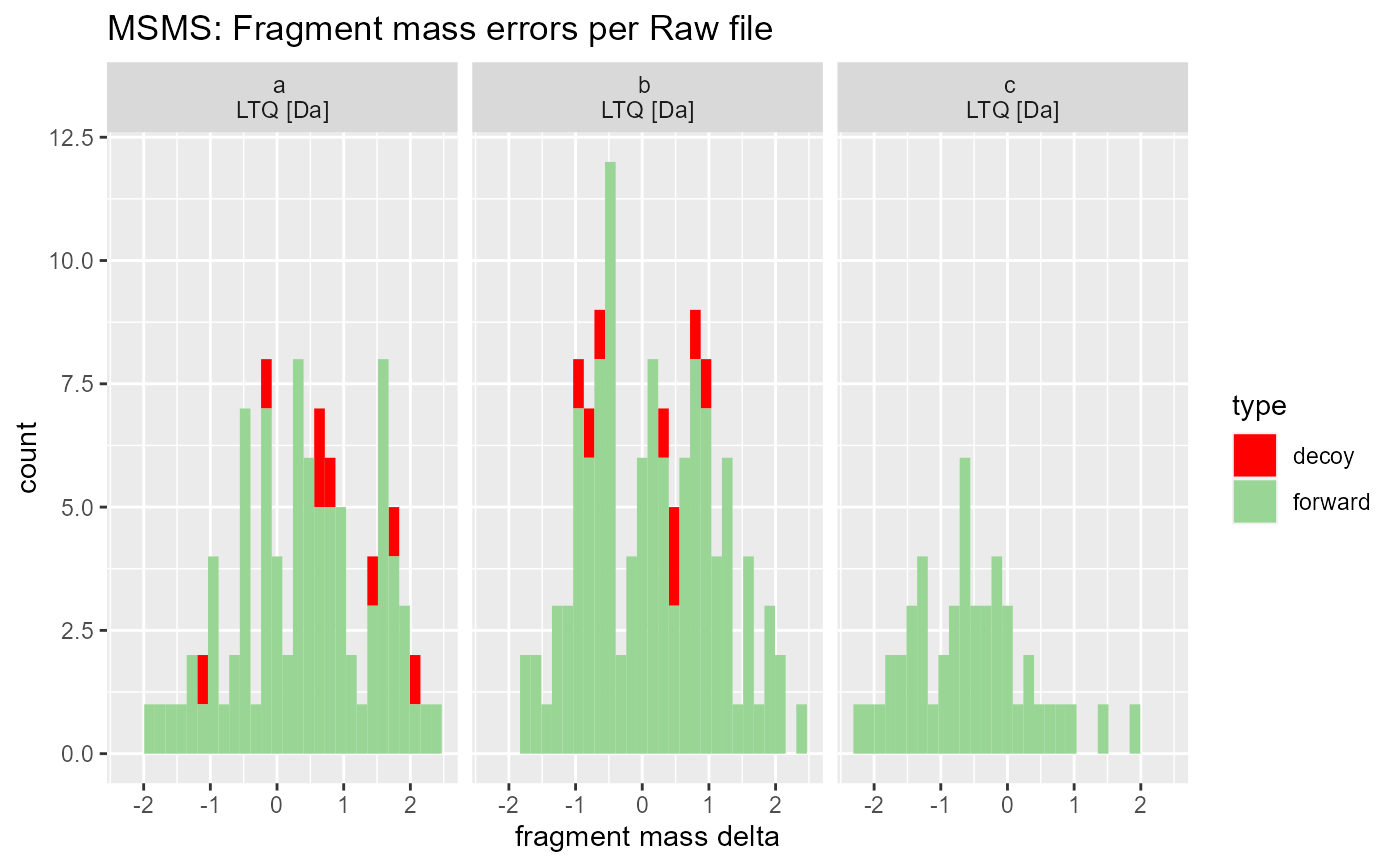 MSMS: Fragment mass errors per Raw file
a
LTQ [Da]
b
LTQ [Da]
c
LTQ [Da]
12.5
10.0
7.5
5.0
2.5
0.0
count
-2 -1 0 1 2
-2 -1 0 1 2
-2 -1 0 1 2
fragment mass delta
type
decoy
forward